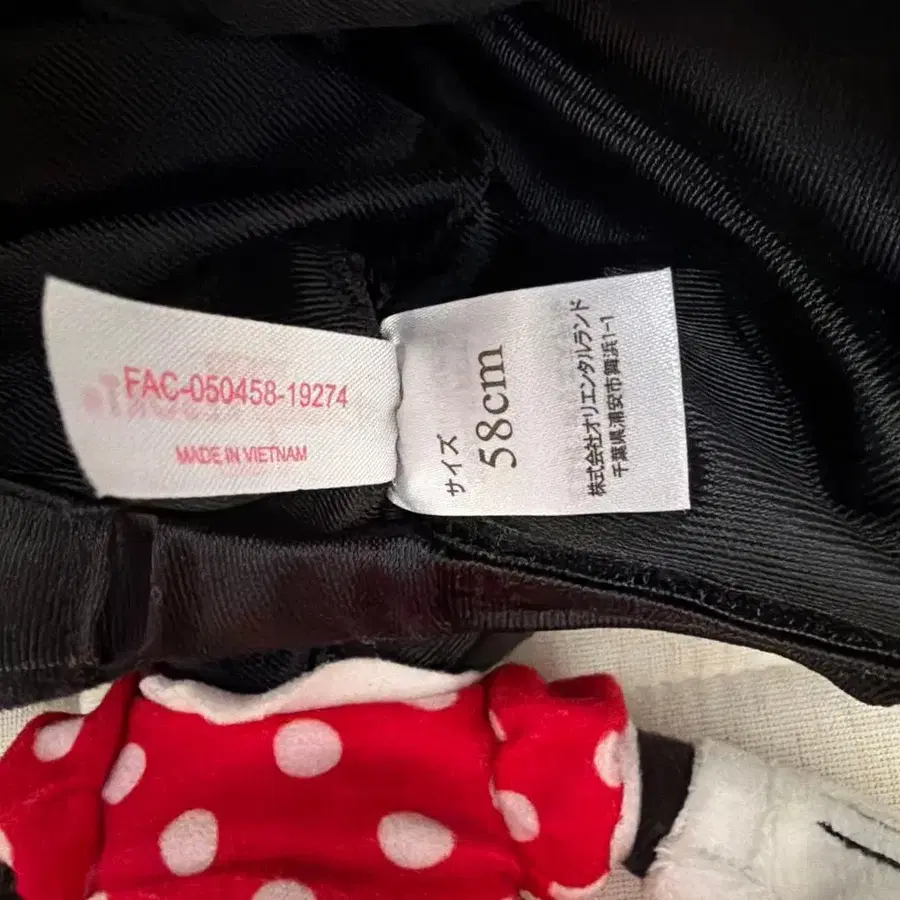 FAC-050458-19274
MADE IN VIETNAM
サイズ
58cm
株式会社オリエンタルランド
千葉県浦安市舞浜1-1